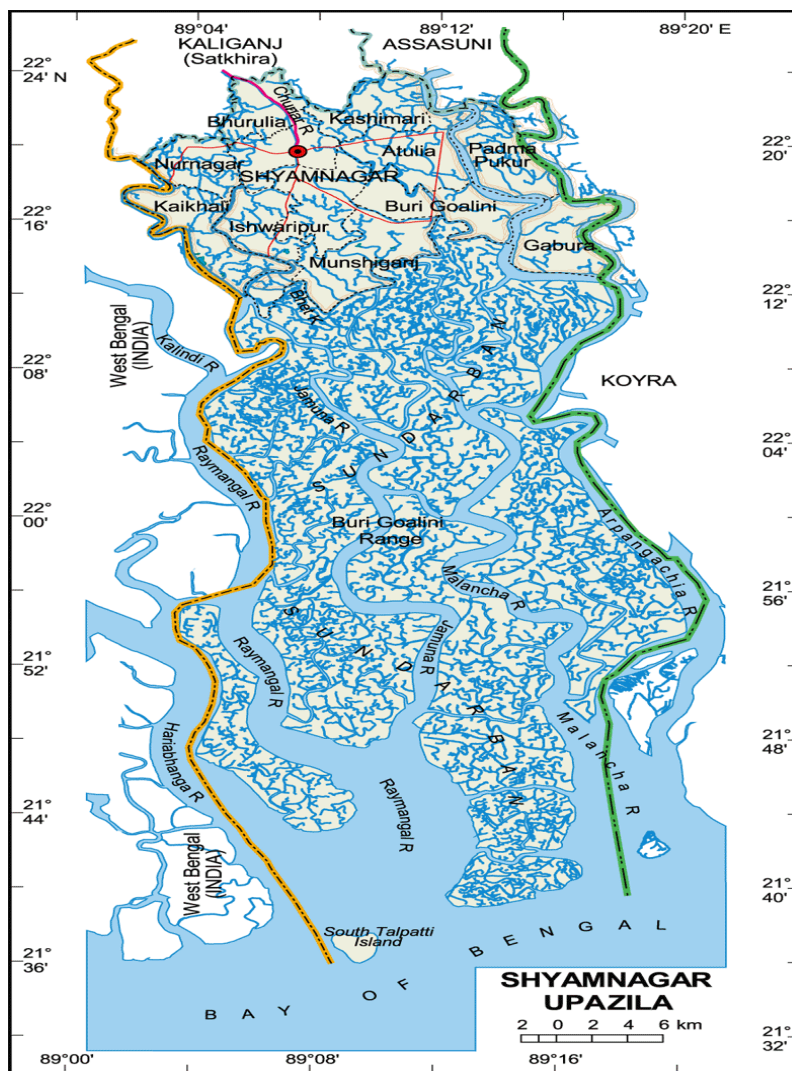 89°04'
89°12'
89°20' E
KALIGANJ
(Satkhira)
ASSASUNI
22°
24' N
Chunar R
Bhurulia
Kashimari
Nurnagar
Atulia
Padma
Pukur
22°
20'
SHYAMNAGAR
Kaikhali
Buri Goalini
22°
16'
Ishwaripur
Gabura
Munshiganj
22°
12'
West Bengal
(INDIA)
Kalindi R
22°
08'
KOYRA
Jamuna R
SUNDARBAN
22°
04'
Raymangal R
22°
00'
Buri Goalini
Range
Arpangachia R
Malancha R
21°
56'
SUNDARBAN
Jamuna R
Raymangal R
21°
52'
Hariabhanga R
Malancha R
21°
48'
Raymangal R
21°
44'
West Bengal
(INDIA)
21°
40'
South Talpatti
Island
21°
36'
BAY OF BENGAL
SHYAMNAGAR
UPAZILA
2 0 2 4 6 km
21°
32'
89°00'
89°08'
89°16'